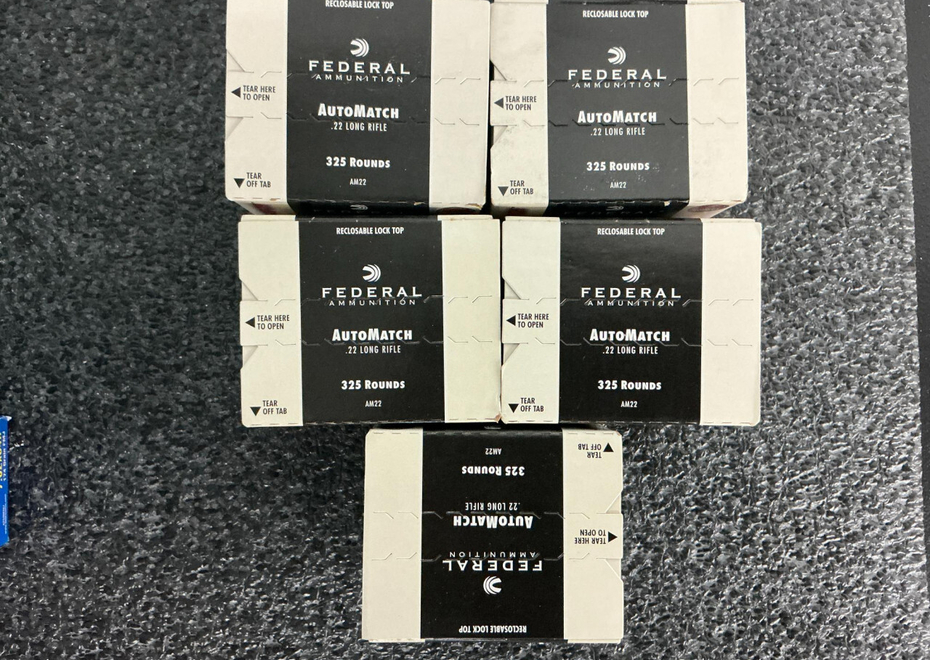 RECLOSABLE LOCK TOP
FEDERAL
AMMUNITION
TEAR HERE
TO OPEN
AUTOMATCH
.22 LONG RIFLE
325 ROUNDS
TEAR
OFF TAB
AM22
RECLOSABLE LOCK TOP
FEDERAL
AMMUNITION
TEAR HERE
TO OPEN
AUTOMATCH
.22 LONG RIFLE
325 ROUNDS
TEAR
OFF TAB
AM22
RECLOSABLE LOCK TOP
FEDERAL
AMMUNITION
TEAR HERE
TO OPEN
AUTOMATCH
.22 LONG RIFLE
325 ROUNDS
TEAR
OFF TAB
AM22
RECLOSABLE LOCK TOP
FEDERAL
AMMUNITION
TEAR HERE
TO OPEN
AUTOMATCH
.22 LONG RIFLE
325 ROUNDS
TEAR
OFF TAB
AM22
RECLOSABLE LOCK TOP
FEDERAL
AMMUNITION
TEAR HERE
TO OPEN
AUTOMATCH
.22 LONG RIFLE
325 ROUNDS
TEAR
OFF TAB
AM22